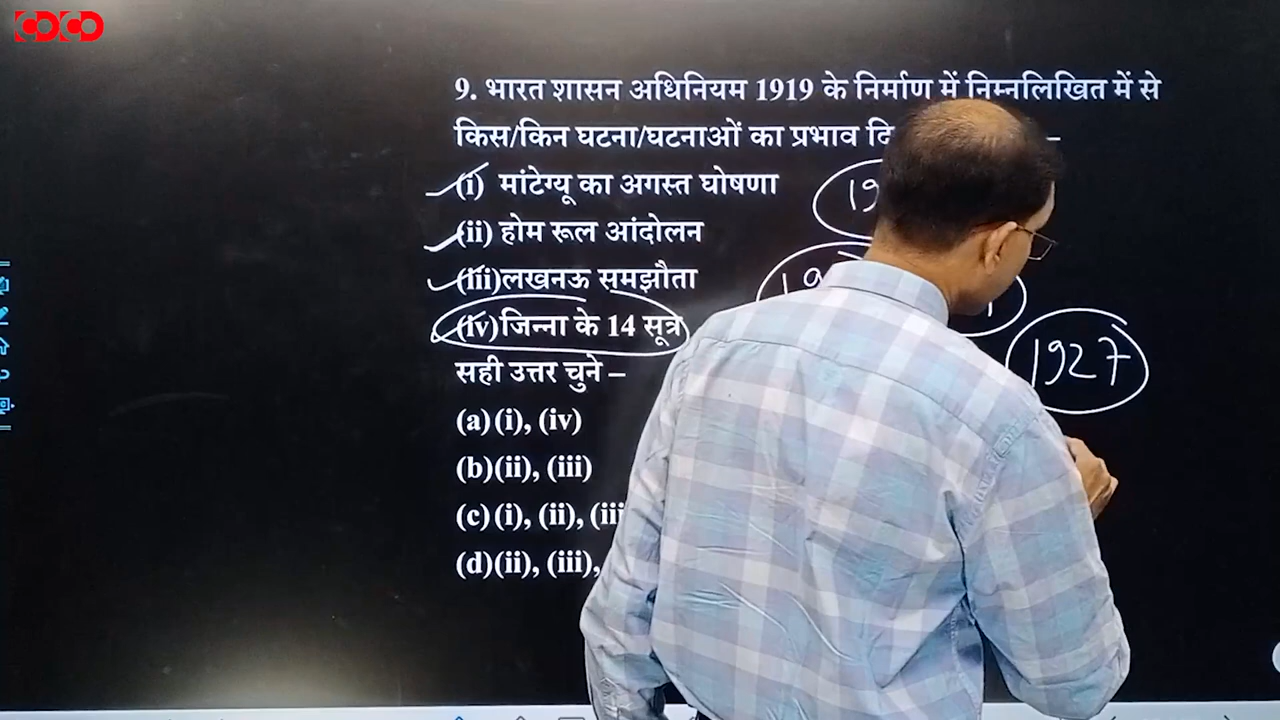 COCO
9. भारत शासन अधिनियम 1919 के निर्माण में निम्नलिखित में से
किस/किन घटना/घटनाओं का प्रभाव
(i) मांटेग्यू का अगस्त घोषणा
(ii) होम रूल आंदोलन
(iii)लखनऊ समझौता
(iv)जिन्ना के 14 सूत्र
1927
सही उत्तर चुने –
(a)(i), (iv)
(b)(ii), (iii)
(c)(i), (ii),
(d)(ii), (iii),